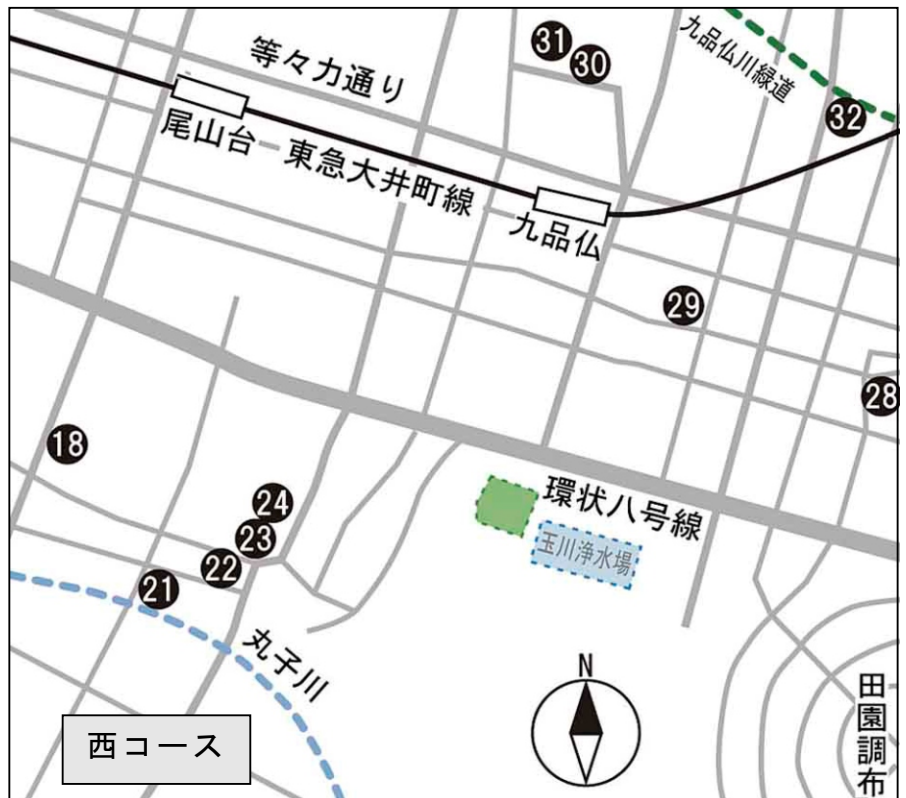 等々力通り
九品仏川緑道
31
30
32
尾山台
東急大井町線
九品仏
29
28
18
24
23
22
21
環状八号線
玉川浄水場
丸子川
N
田園調布
西コース